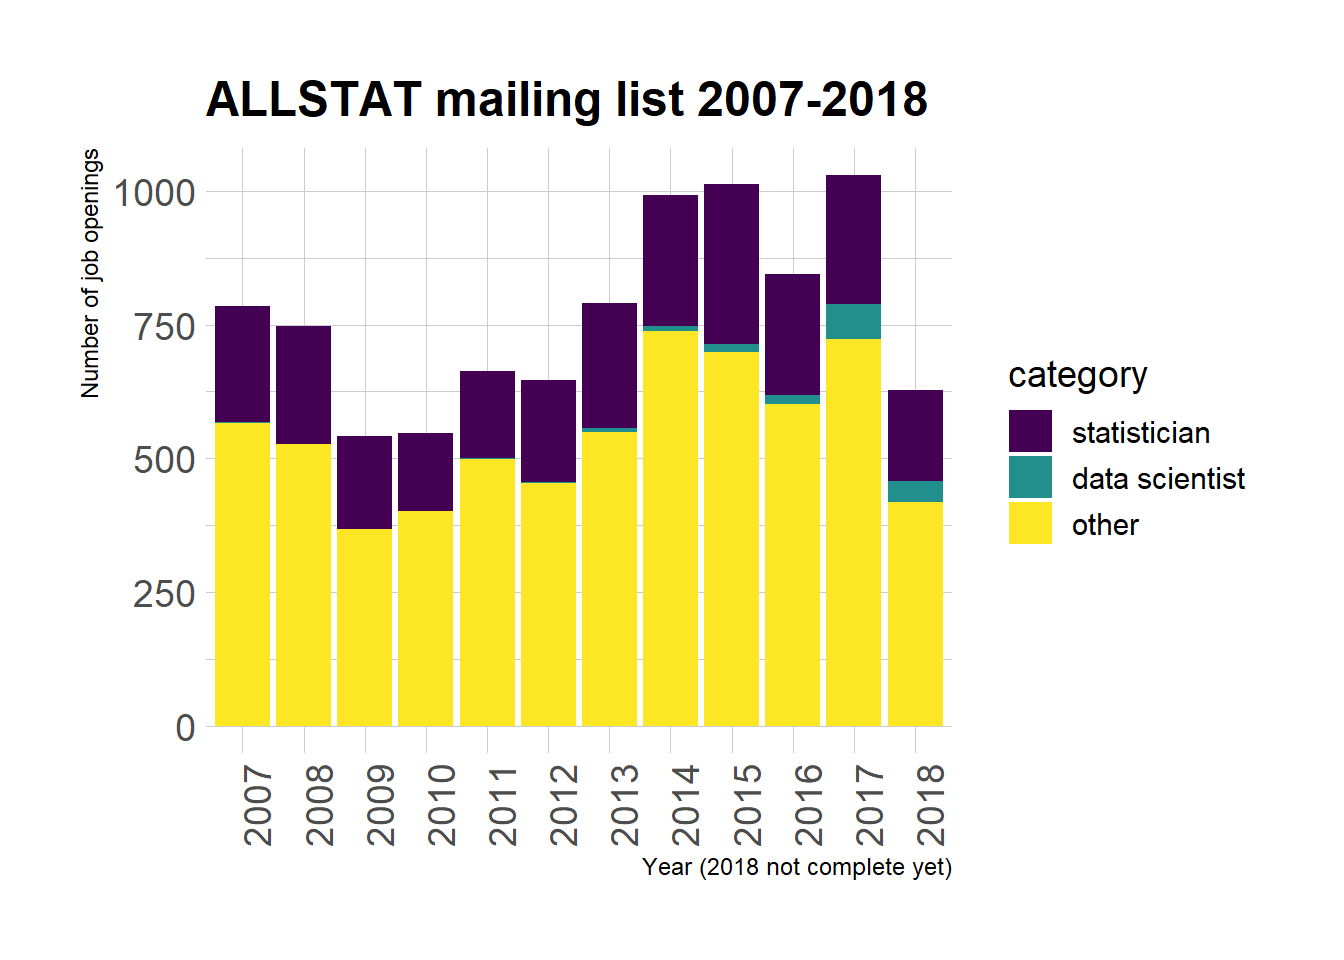 ALLSTAT mailing list 2007-2018
Number of job openings
1000
750
500
250
0
2007
2008
2009
2010
2011
2012
2013
2014
2015
2016
2017
2018
Year (2018 not complete yet)
category
statistician
data scientist
other